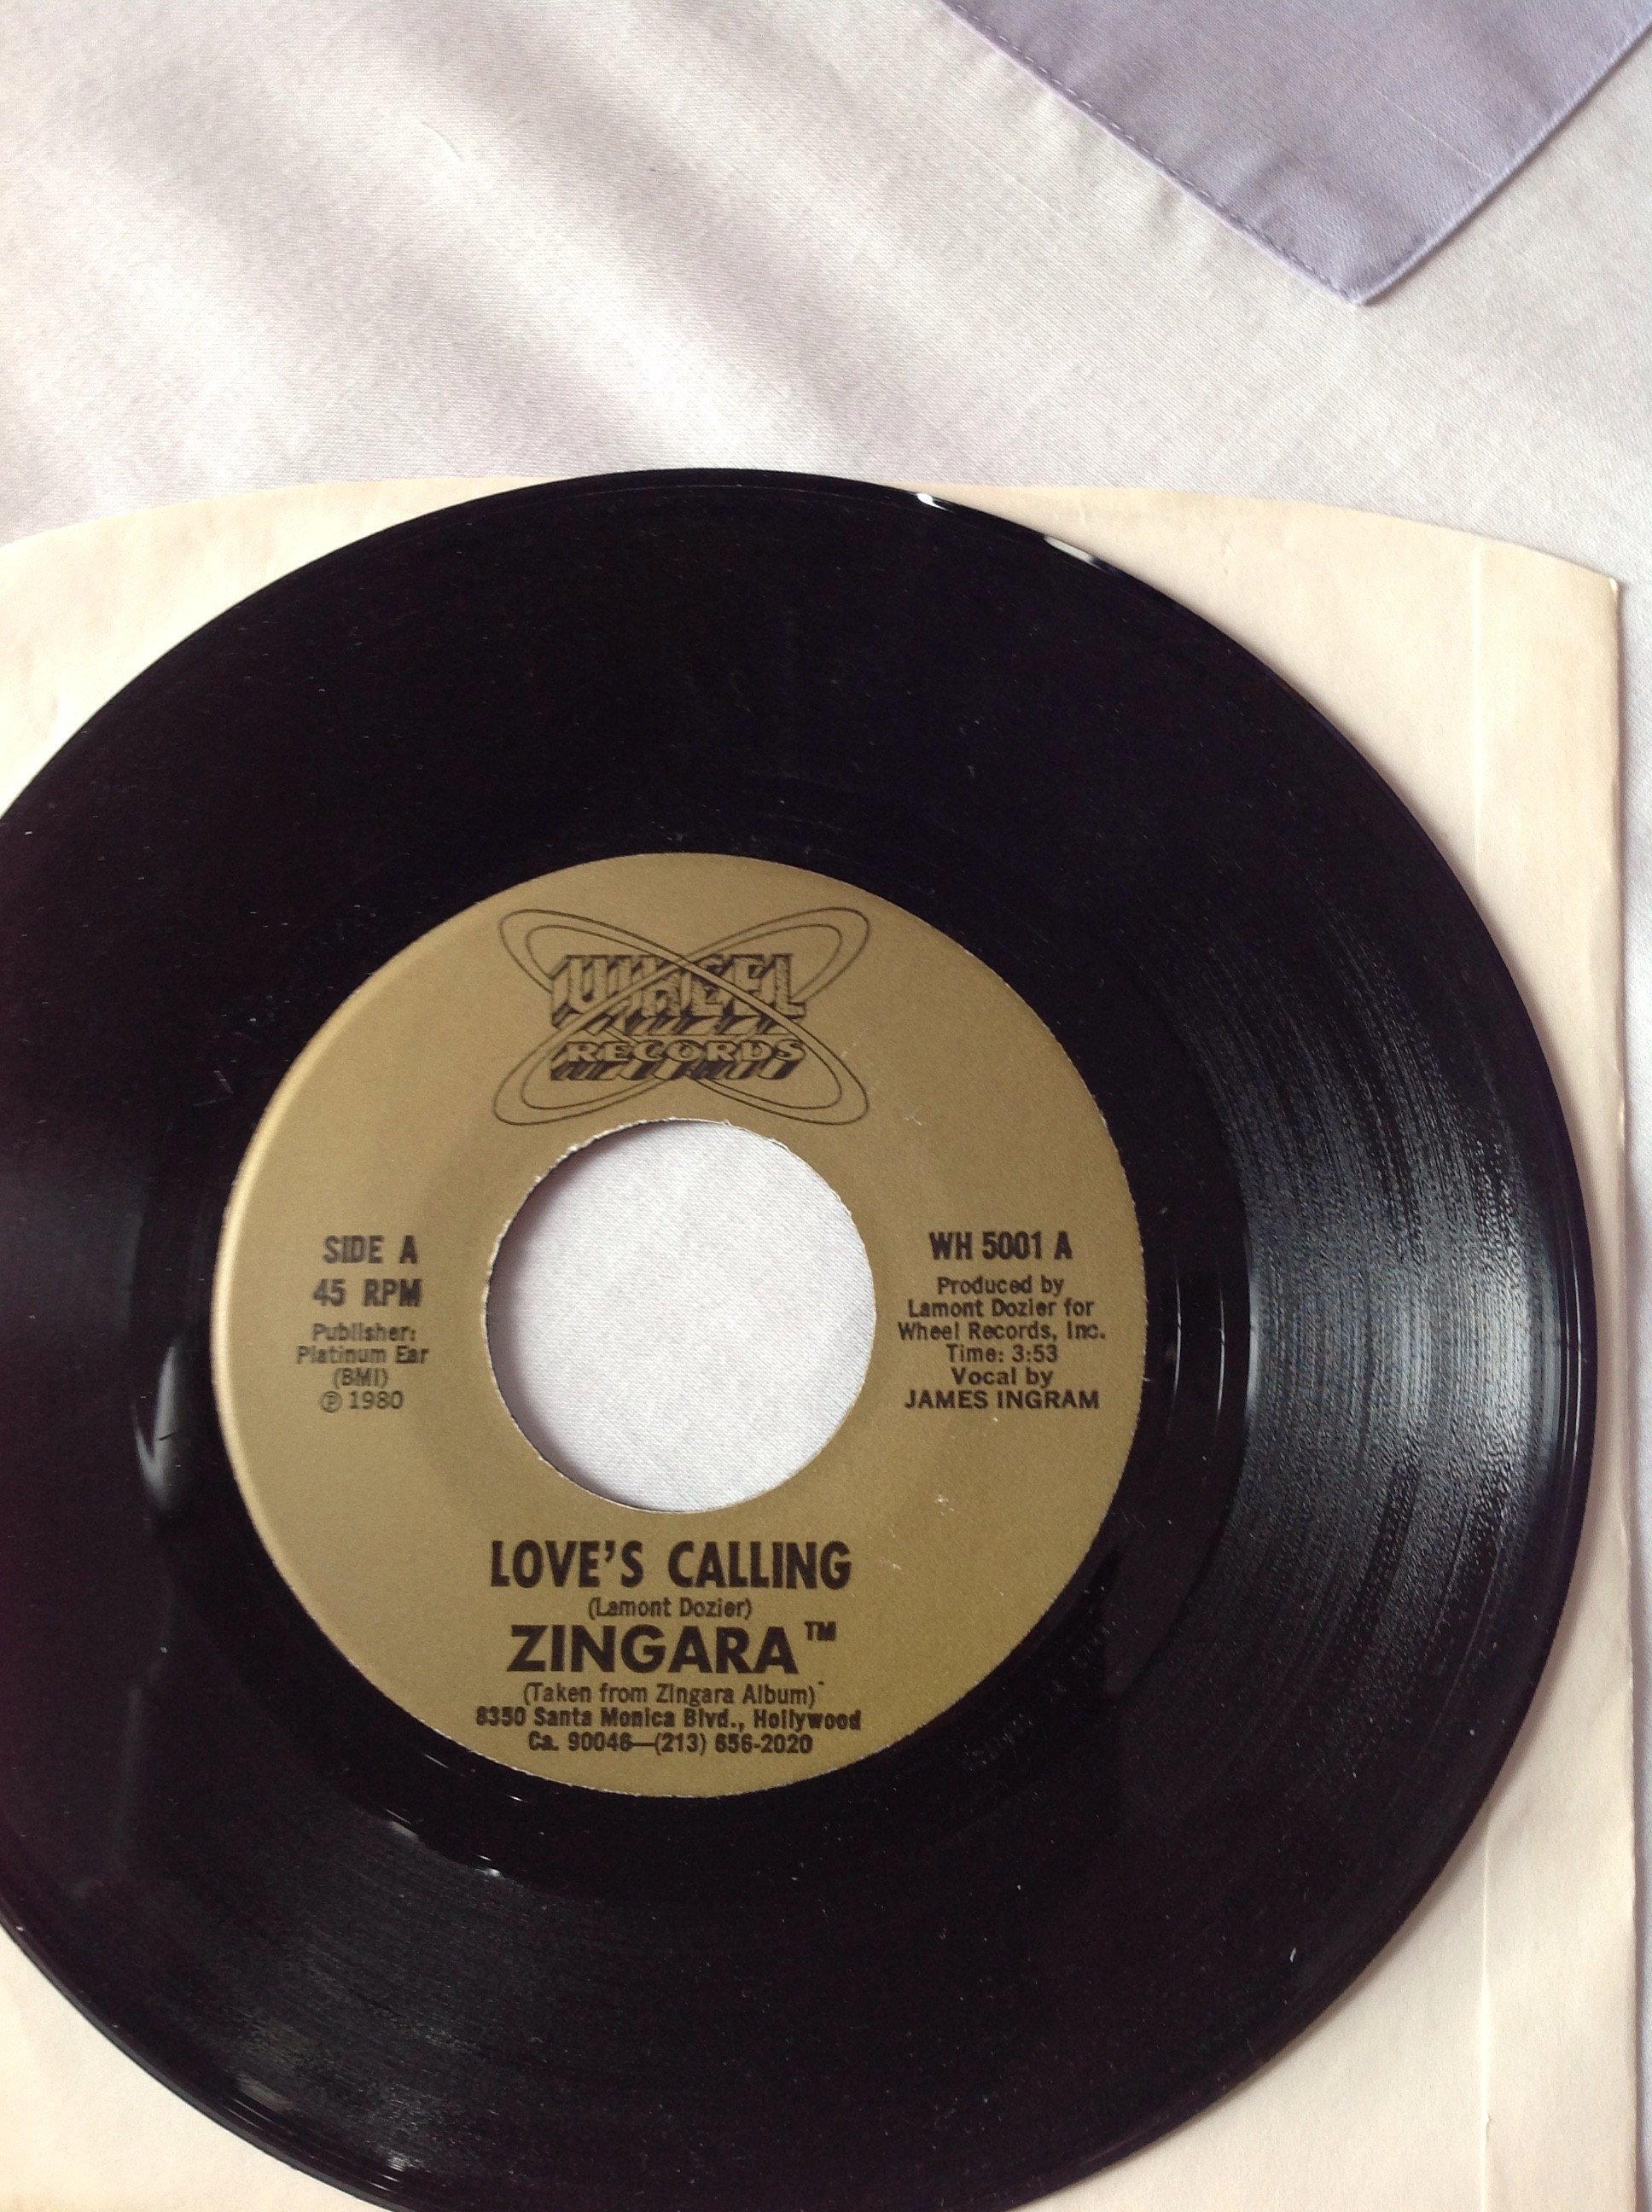 WHEEL
RECORDS
SIDE A
45 RPM
Publisher:
Platinum Ear
(BMI)
℗ 1980
WH 5001 A
Produced by
Lamont Dozier for
Wheel Records, Inc.
Time: 3:53
Vocal by
JAMES INGRAM
LOVE'S CALLING
(Lamont Dozier)
ZINGARA™
(Taken from Zingara Album)
8350 Santa Monica Blvd., Hollywood
Ca. 90046—(213) 656-2020